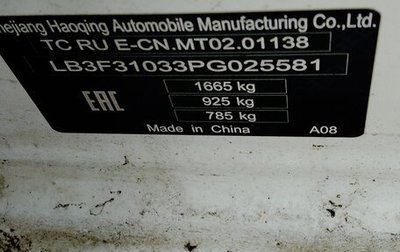 hejiang Haoqing Automobile Manufacturing Co.,Ltd.
TC RU E-CN.MT02.01138
LB3F31033PG025581
1665 kg
925 kg
785 kg
EAC
Made in China A08